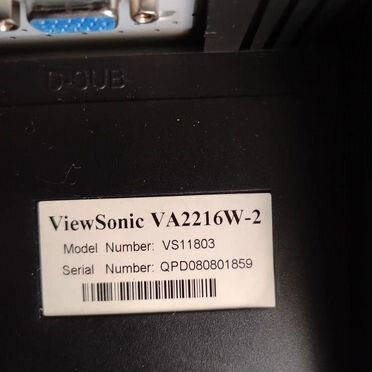 D-SUB
ViewSonic VA2216W-2
Model Number: VS11803
Serial Number: QPD080801859